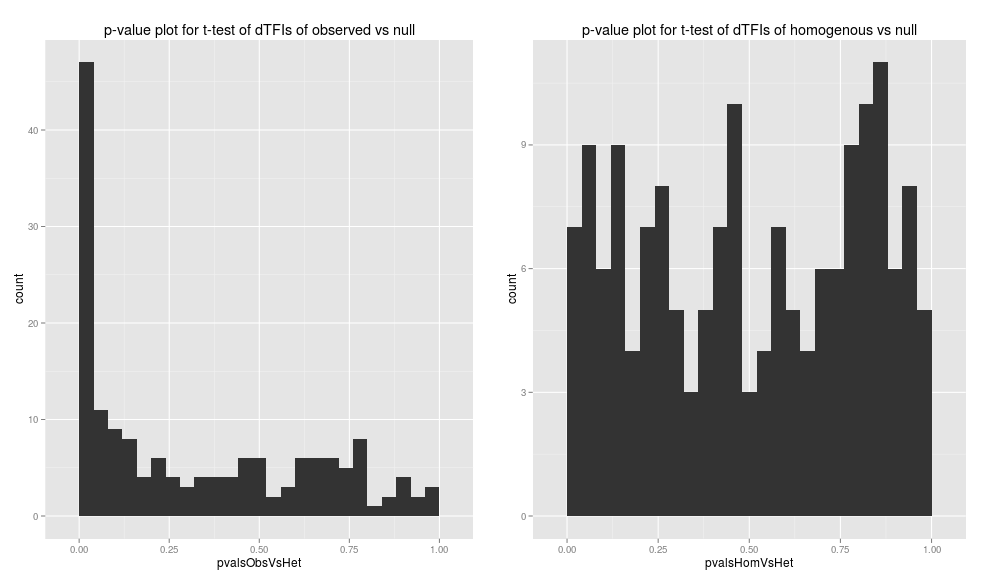 p-value plot for t-test of dTFIs of observed vs null
count
40
30
20
10
0
0.00 0.25 0.50 0.75 1.00
pvalsObsVsHet
p-value plot for t-test of dTFIs of homogenous vs null
count
9
6
3
0
0.00 0.25 0.50 0.75 1.00
pvalsHomVsHet